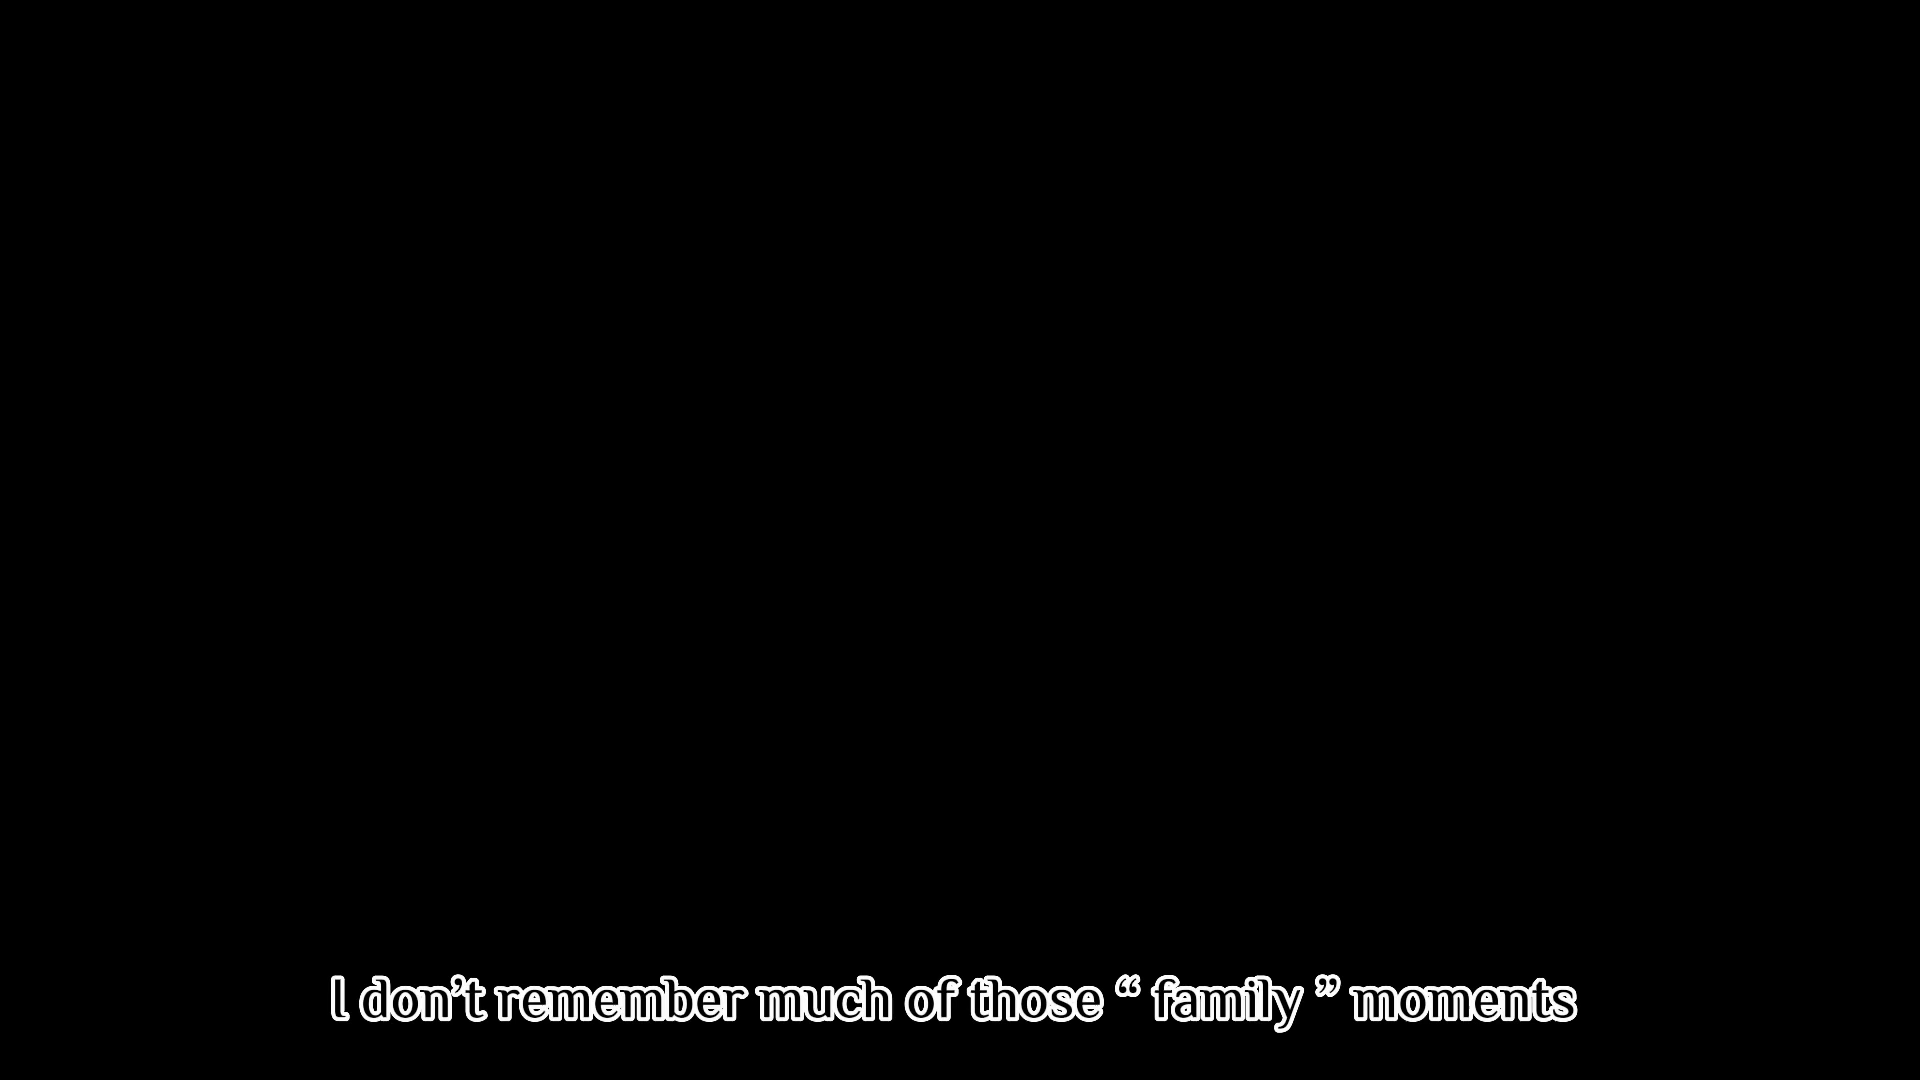 I don’t remember much of those “ family ” moments